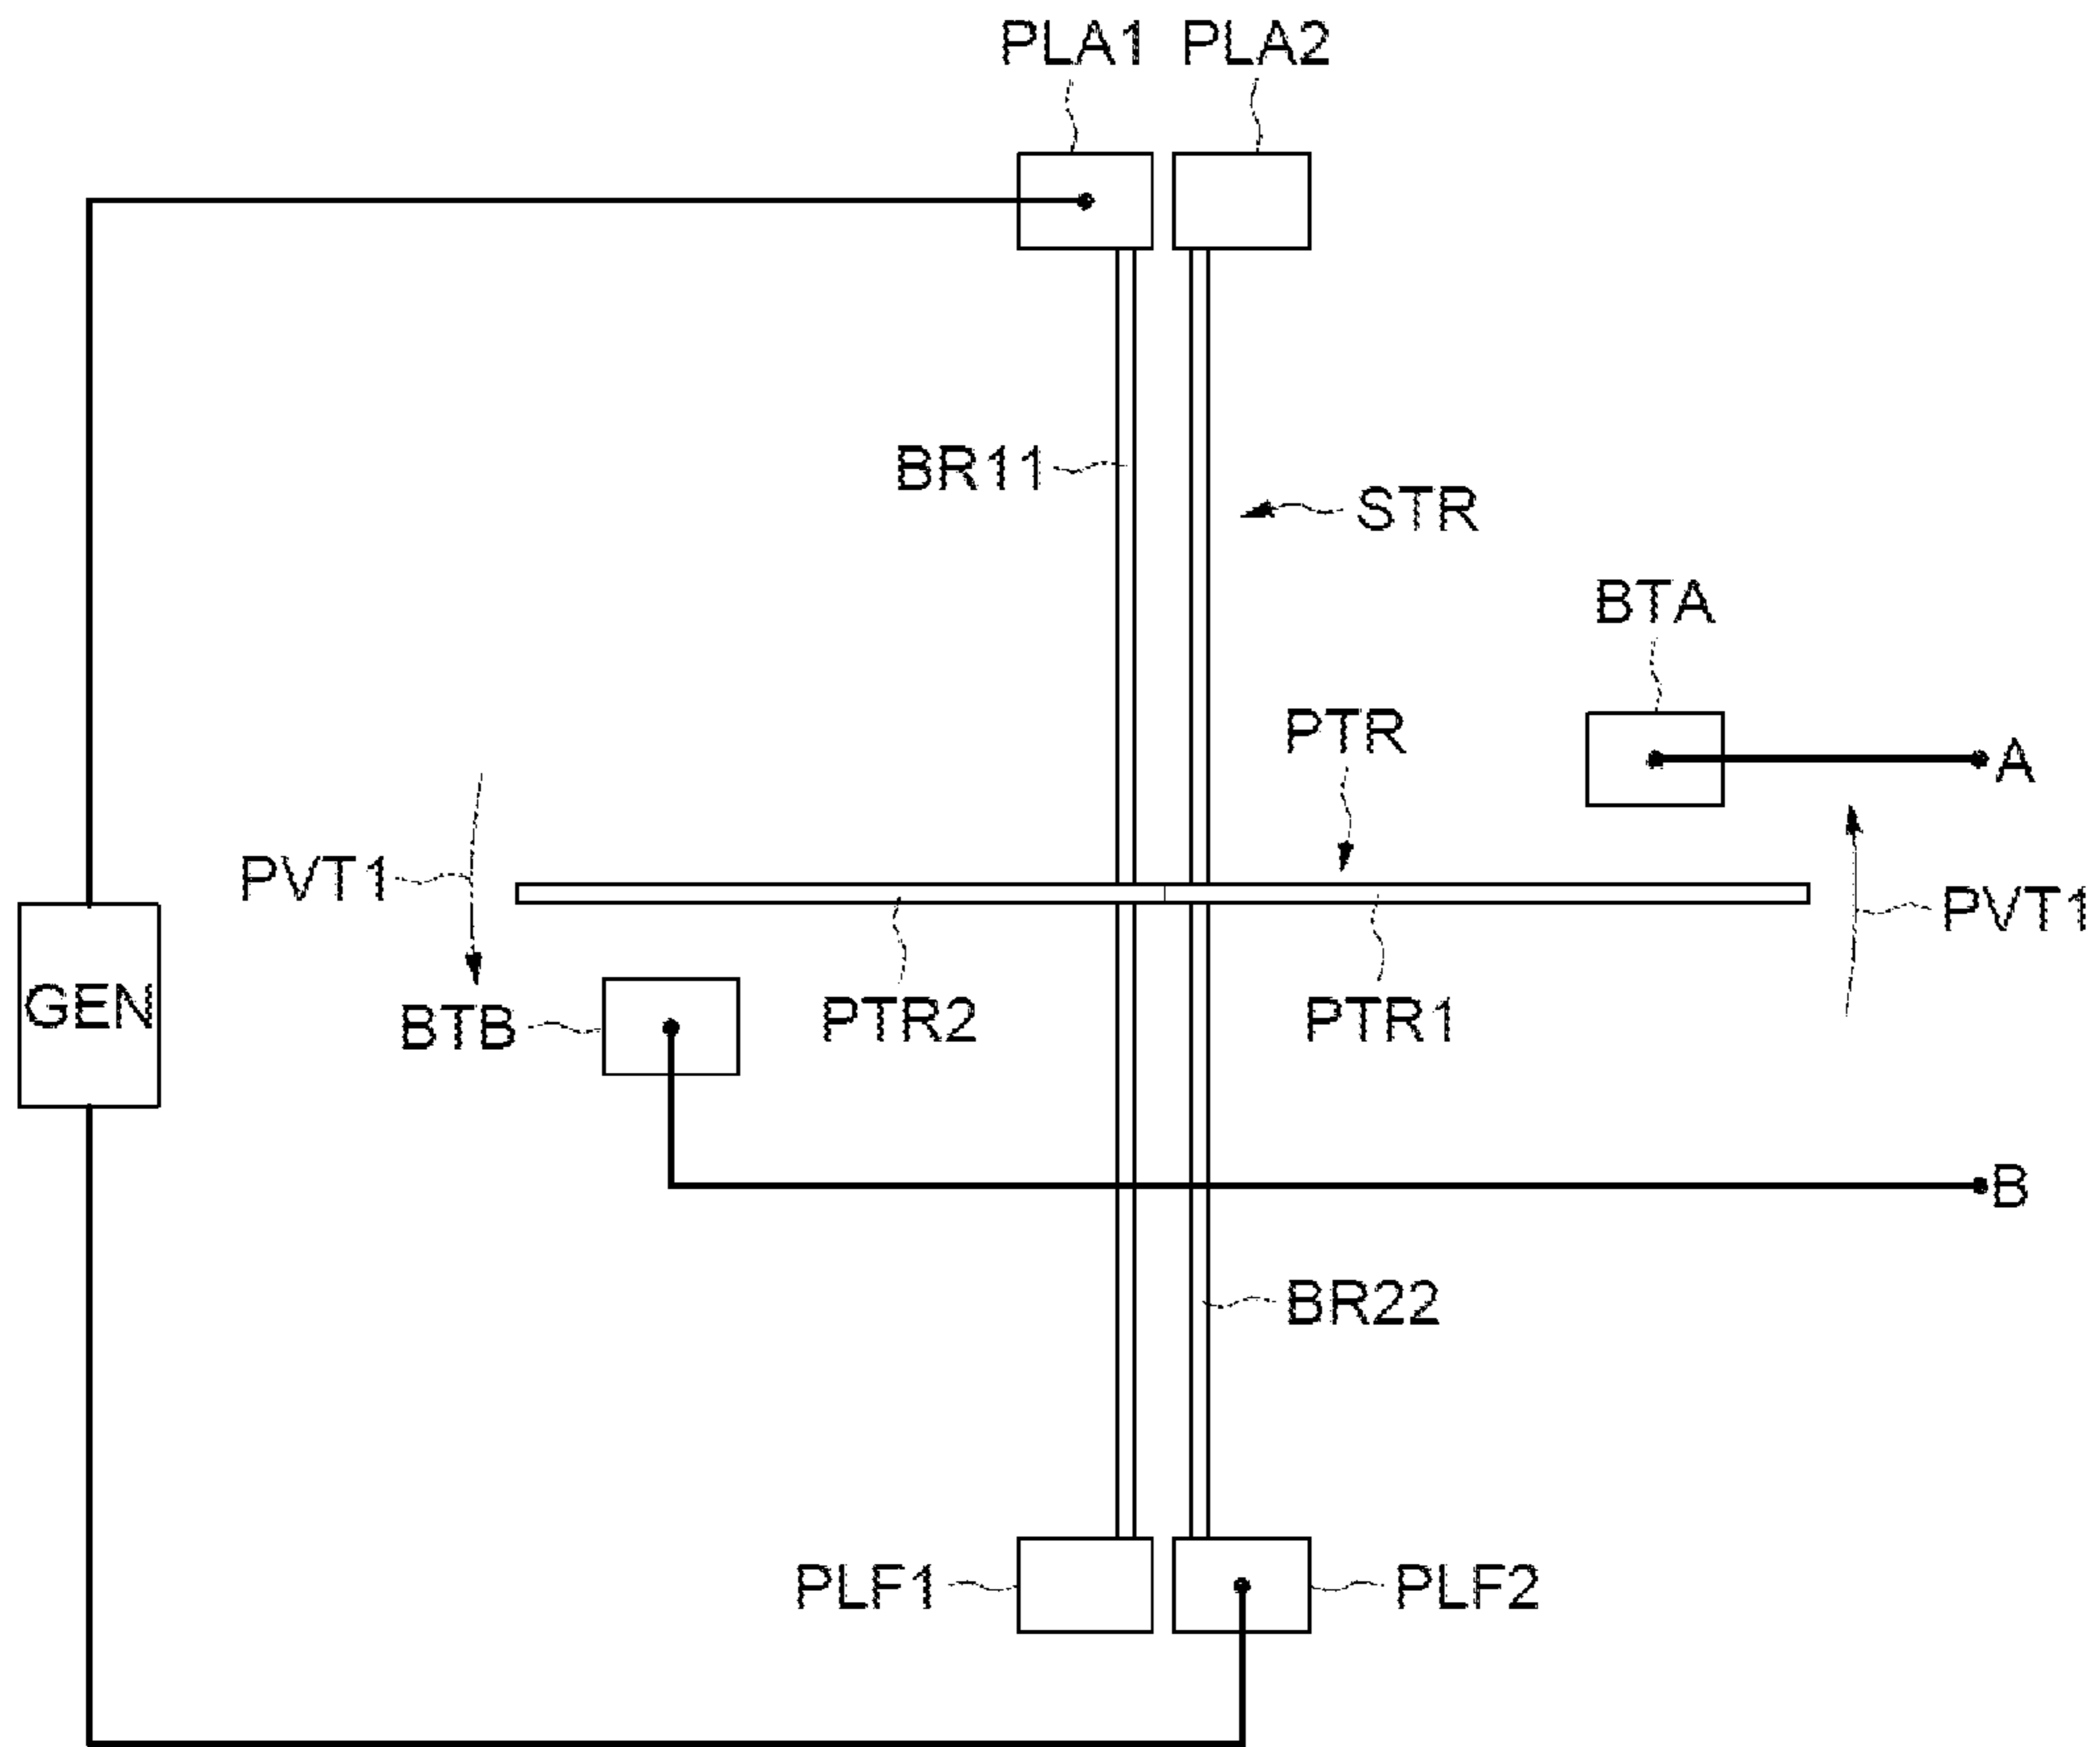 PLA1 PLA2
BR11
STR
BTA
PTR
A
PVT1
PVT1
GEN
BTB
PTR2
PTR1
B
BR22
PLF1
PLF2